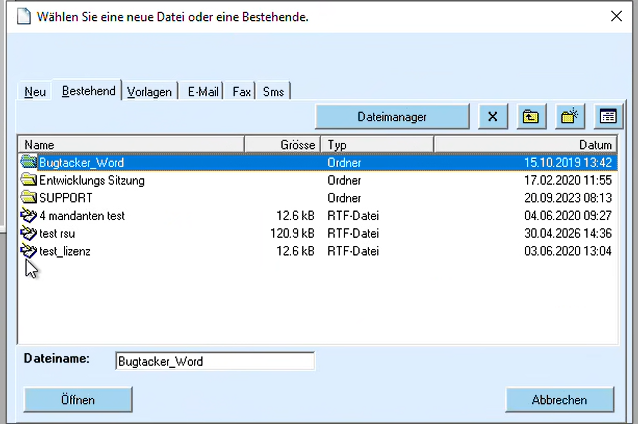 Wählen Sie eine neue Datei oder eine Bestehende.
Neu Bestehend Vorlagen E-Mail Fax Sms
Dateimanager
Name Grösse Typ Datum
Bugtacker_Word Ordner 15.10.2019 13:42
Entwicklungs Sitzung Ordner 17.02.2020 11:55
SUPPORT Ordner 20.09.2023 08:13
4 mandanten test 12.6 kB RTF-Datei 04.06.2020 09:27
test rsu 120.9 kB RTF-Datei 30.04.2026 14:36
test_lizenz 12.6 kB RTF-Datei 03.06.2020 13:04
Dateiname: Bugtacker_Word
Öffnen Abbrechen